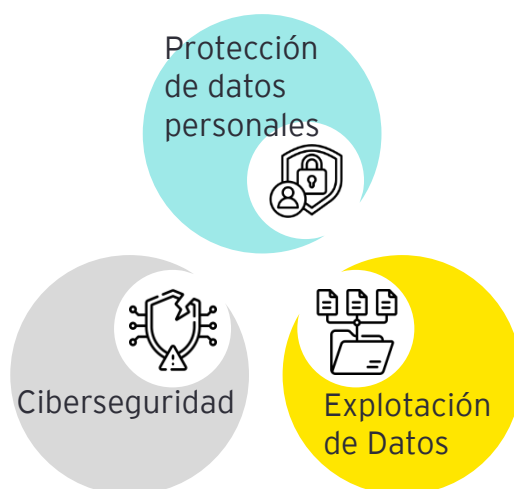 Protección
de datos
personales
Ciberseguridad
Explotación
de Datos